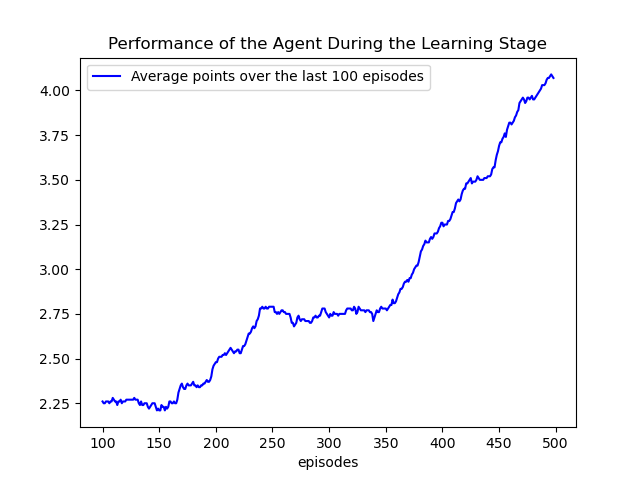 Performance of the Agent During the Learning Stage
Average points over the last 100 episodes
4.00
3.75
3.50
3.25
3.00
2.75
2.50
2.25
100 150 200 250 300 350 400 450 500
episodes